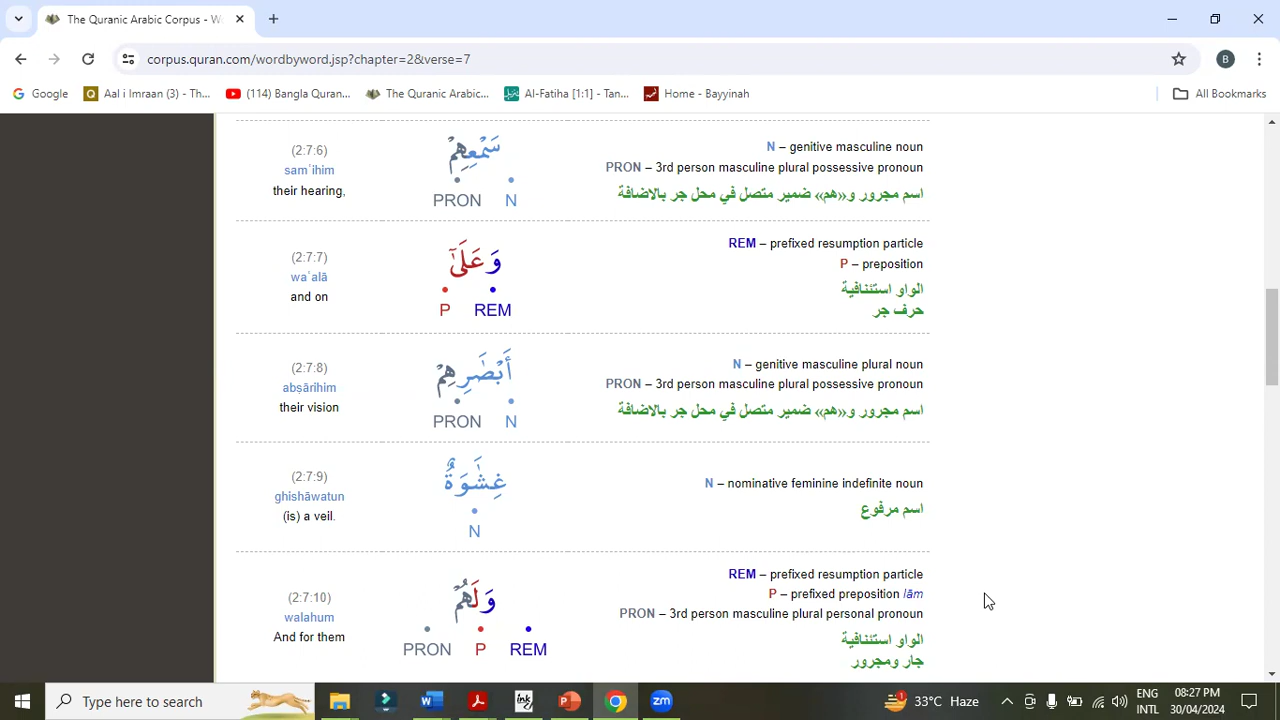 The Quranic Arabic Corpus - Wo
corpus.quran.com/wordbyword.jsp?chapter=2&verse=7
B
Google
Aal i Imraan (3) - Th...
(114) Bangla Quran...
The Quranic Arabic...
Al-Fatiha [1:1] - Tan...
Home - Bayyinah
All Bookmarks
(2:7:6)
samʿihim
their hearing,
سَمْعِهِمْ
PRON N
N – genitive masculine noun
PRON – 3rd person masculine plural possessive pronoun
اسم مجرور و«هم» ضمير متصل في محل جر بالاضافة
(2:7:7)
waʿalā
and on
وَعَلَىٰٓ
P REM
REM – prefixed resumption particle
P – preposition
الواو استئنافية
حرف جر
(2:7:8)
abṣārihim
their vision
أَبْصَٰرِهِمْ
PRON N
N – genitive masculine plural noun
PRON – 3rd person masculine plural possessive pronoun
اسم مجرور و«هم» ضمير متصل في محل جر بالاضافة
(2:7:9)
ghishāwatun
(is) a veil.
غِشَٰوَةٌ
N
N – nominative feminine indefinite noun
اسم مرفوع
(2:7:10)
walahum
And for them
وَلَهُمْ
PRON P REM
REM – prefixed resumption particle
P – prefixed preposition lām
PRON – 3rd person masculine plural personal pronoun
الواو استئنافية
جار ومجرور
Type here to search
W
ink
P
zm
1
33°C Haze
ENG
INTL
08:27 PM
30/04/2024